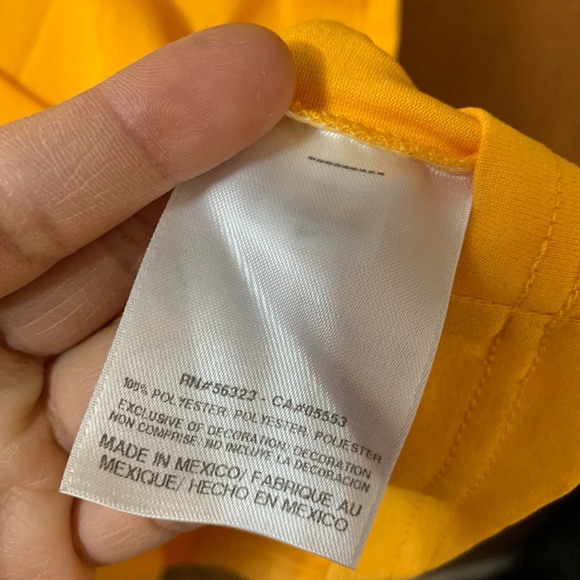 RN#56323 - CA#05553
100% POLYESTER, POLYESTER, POLIESTER
EXCLUSIVE OF DECORATION, DECORATION
NON COMPRISE, NO INCLUYE LA DECORACION
MADE IN MEXICO/ FABRIQUE AU
MEXIQUE/ HECHO EN MEXICO